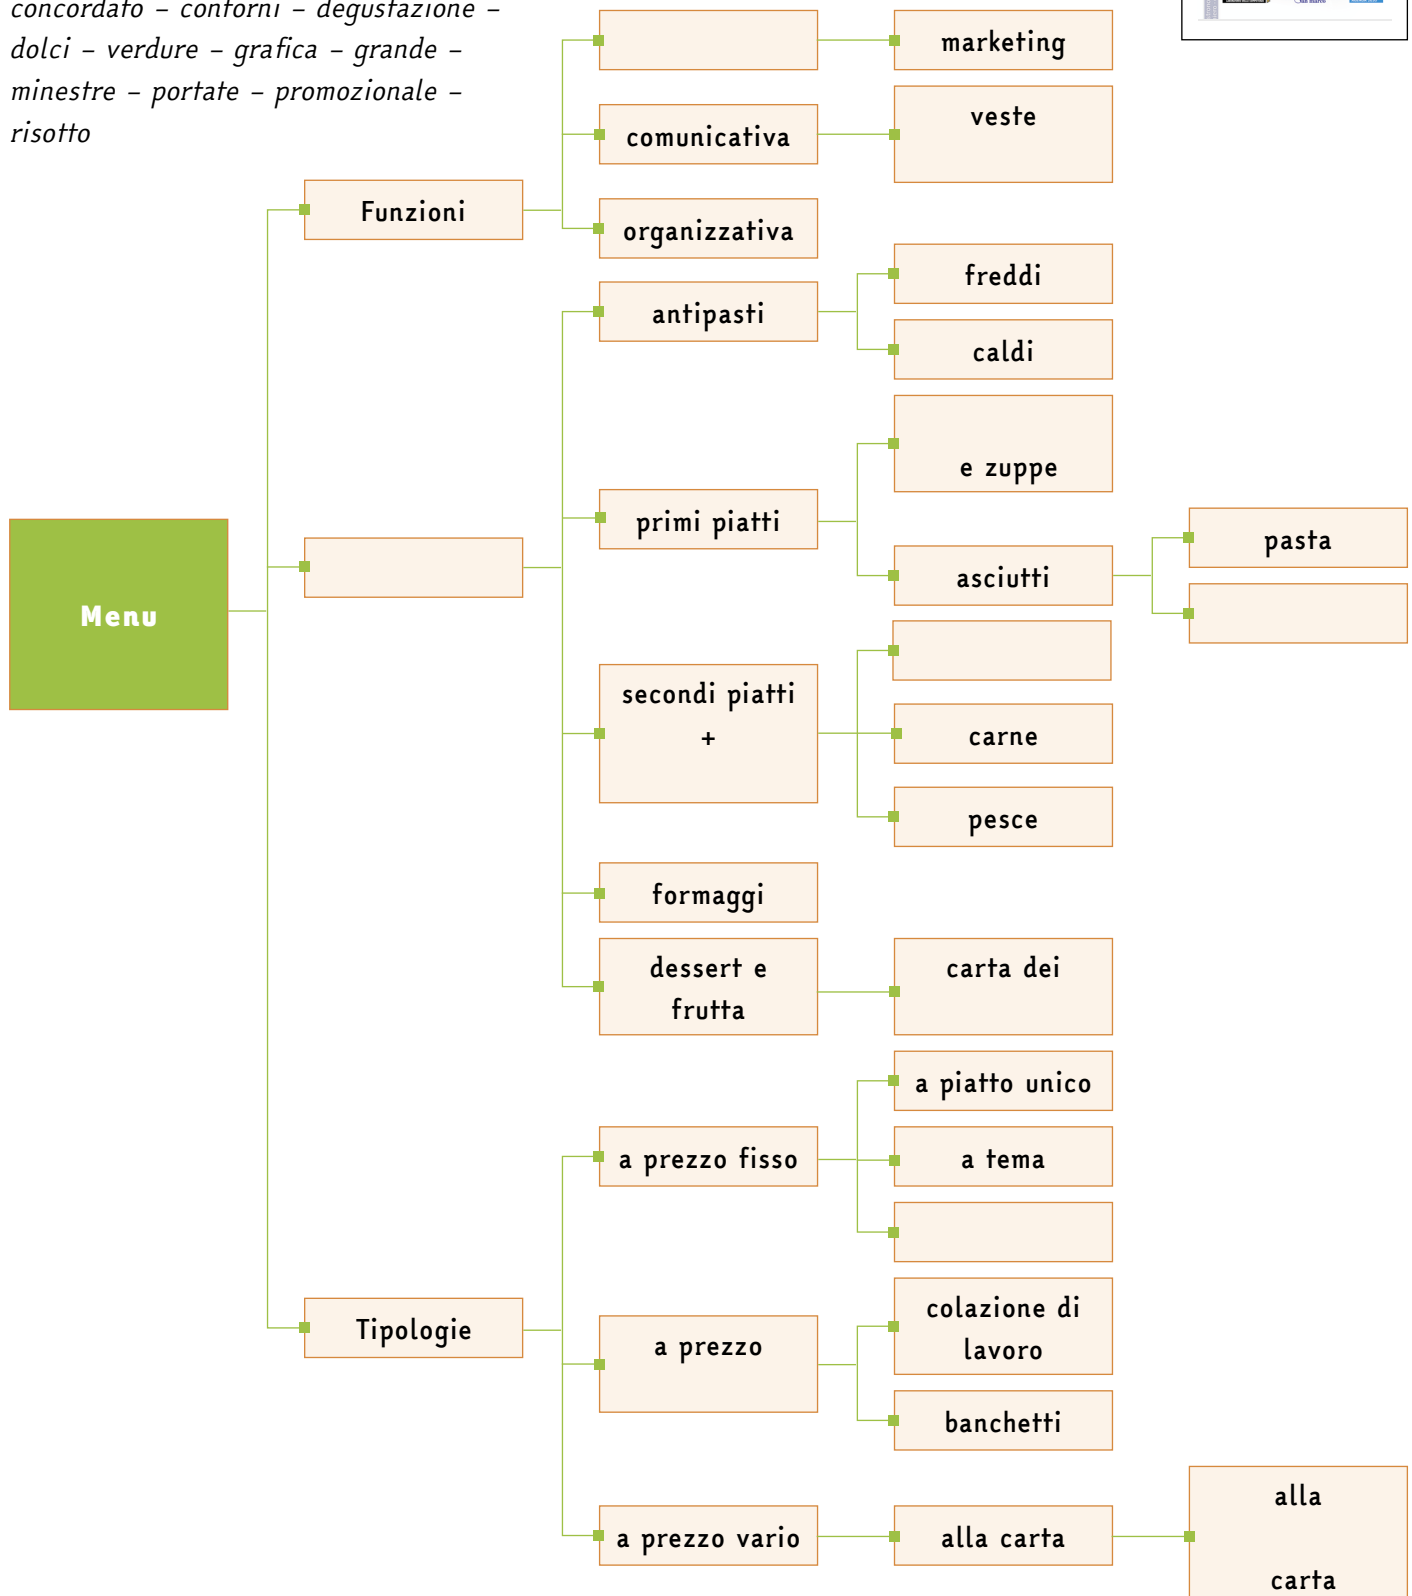 concordato – contorni – degustazione –
dolci – verdure – grafica – grande –
minestre – portate – promozionale –
risotto
marketing
comunicativa
veste
Funzioni
organizzativa
antipasti
freddi
caldi
primi piatti
e zuppe
asciutti
pasta
Menu
secondi piatti
+
carne
pesce
formaggi
dessert e
frutta
carta dei
Tipologie
a prezzo fisso
a piatto unico
a tema
a prezzo
colazione di
lavoro
banchetti
a prezzo vario
alla carta
alla
carta